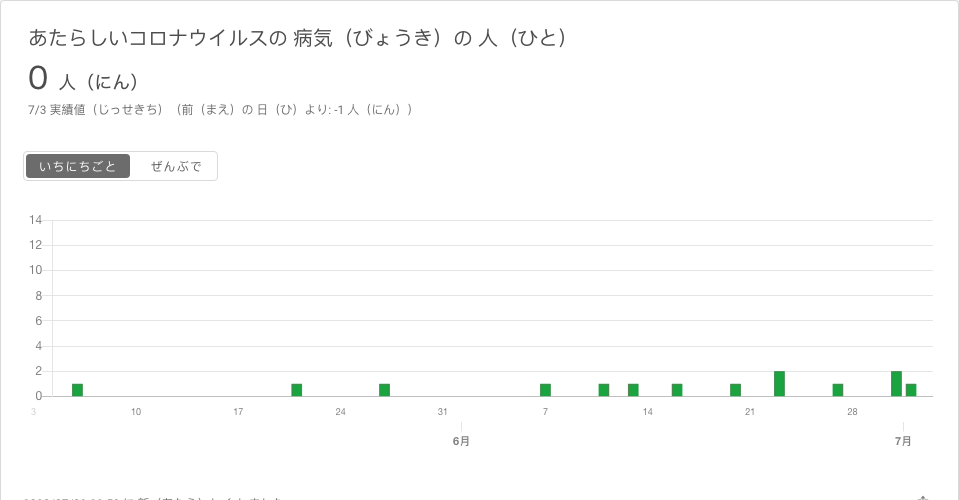 あたらしいコロナウイルスの 病気（びょうき）の 人（ひと）
0 人（にん）
7/3 実績値（じっせきち）（前（まえ）の 日（ひ）より: -1 人（にん））
いちにちごと ぜんぶで
14
12
10
8
6
4
2
0
3 10 17 24 31 7 14 21 28
6月 7月